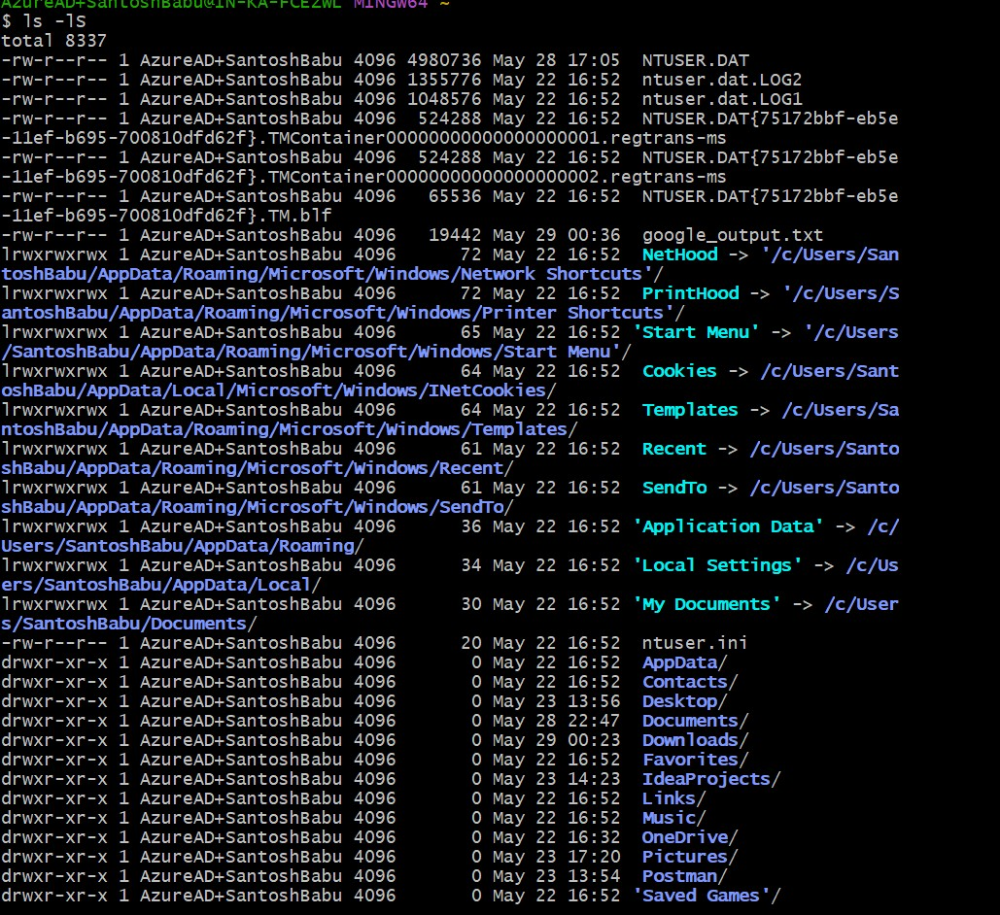 AzureAD+SantoshBabu@IN-KA-FCEZWL MINGW64 ~
$ ls -lS
total 8337
-rw-r--r-- 1 AzureAD+SantoshBabu 4096 4980736 May 28 17:05  NTUSER.DAT
-rw-r--r-- 1 AzureAD+SantoshBabu 4096 1355776 May 22 16:52  ntuser.dat.LOG2
-rw-r--r-- 1 AzureAD+SantoshBabu 4096 1048576 May 22 16:52  ntuser.dat.LOG1
-rw-r--r-- 1 AzureAD+SantoshBabu 4096  524288 May 22 16:52  NTUSER.DAT{75172bbf-eb5e
-11ef-b695-700810dfd62f}.TMContainer00000000000000000001.regtrans-ms
-rw-r--r-- 1 AzureAD+SantoshBabu 4096  524288 May 22 16:52  NTUSER.DAT{75172bbf-eb5e
-11ef-b695-700810dfd62f}.TMContainer00000000000000000002.regtrans-ms
-rw-r--r-- 1 AzureAD+SantoshBabu 4096   65536 May 22 16:52  NTUSER.DAT{75172bbf-eb5e
-11ef-b695-700810dfd62f}.TM.blf
-rw-r--r-- 1 AzureAD+SantoshBabu 4096   19442 May 29 00:36  google_output.txt
lrwxrwxrwx 1 AzureAD+SantoshBabu 4096      72 May 22 16:52  NetHood -> '/c/Users/San
toshBabu/AppData/Roaming/Microsoft/Windows/Network Shortcuts'/
lrwxrwxrwx 1 AzureAD+SantoshBabu 4096      72 May 22 16:52  PrintHood -> '/c/Users/S
antoshBabu/AppData/Roaming/Microsoft/Windows/Printer Shortcuts'/
lrwxrwxrwx 1 AzureAD+SantoshBabu 4096      65 May 22 16:52 'Start Menu' -> '/c/Users
/SantoshBabu/AppData/Roaming/Microsoft/Windows/Start Menu'/
lrwxrwxrwx 1 AzureAD+SantoshBabu 4096      64 May 22 16:52  Cookies -> /c/Users/Sant
oshBabu/AppData/Local/Microsoft/Windows/INetCookies/
lrwxrwxrwx 1 AzureAD+SantoshBabu 4096      64 May 22 16:52  Templates -> /c/Users/Sa
ntoshBabu/AppData/Roaming/Microsoft/Windows/Templates/
lrwxrwxrwx 1 AzureAD+SantoshBabu 4096      61 May 22 16:52  Recent -> /c/Users/Santo
shBabu/AppData/Roaming/Microsoft/Windows/Recent/
lrwxrwxrwx 1 AzureAD+SantoshBabu 4096      61 May 22 16:52  SendTo -> /c/Users/Santo
shBabu/AppData/Roaming/Microsoft/Windows/SendTo/
lrwxrwxrwx 1 AzureAD+SantoshBabu 4096      36 May 22 16:52 'Application Data' -> /c/
Users/SantoshBabu/AppData/Roaming/
lrwxrwxrwx 1 AzureAD+SantoshBabu 4096      34 May 22 16:52 'Local Settings' -> /c/Us
ers/SantoshBabu/AppData/Local/
lrwxrwxrwx 1 AzureAD+SantoshBabu 4096      30 May 22 16:52 'My Documents' -> /c/User
s/SantoshBabu/Documents/
-rw-r--r-- 1 AzureAD+SantoshBabu 4096      20 May 22 16:52  ntuser.ini
drwxr-xr-x 1 AzureAD+SantoshBabu 4096       0 May 22 16:52  AppData/
drwxr-xr-x 1 AzureAD+SantoshBabu 4096       0 May 22 16:52  Contacts/
drwxr-xr-x 1 AzureAD+SantoshBabu 4096       0 May 23 13:56  Desktop/
drwxr-xr-x 1 AzureAD+SantoshBabu 4096       0 May 28 22:47  Documents/
drwxr-xr-x 1 AzureAD+SantoshBabu 4096       0 May 29 00:23  Downloads/
drwxr-xr-x 1 AzureAD+SantoshBabu 4096       0 May 22 16:52  Favorites/
drwxr-xr-x 1 AzureAD+SantoshBabu 4096       0 May 23 14:23  IdeaProjects/
drwxr-xr-x 1 AzureAD+SantoshBabu 4096       0 May 22 16:52  Links/
drwxr-xr-x 1 AzureAD+SantoshBabu 4096       0 May 22 16:52  Music/
drwxr-xr-x 1 AzureAD+SantoshBabu 4096       0 May 22 16:32  OneDrive/
drwxr-xr-x 1 AzureAD+SantoshBabu 4096       0 May 23 17:20  Pictures/
drwxr-xr-x 1 AzureAD+SantoshBabu 4096       0 May 23 13:54  Postman/
drwxr-xr-x 1 AzureAD+SantoshBabu 4096       0 May 22 16:52 'Saved Games'/